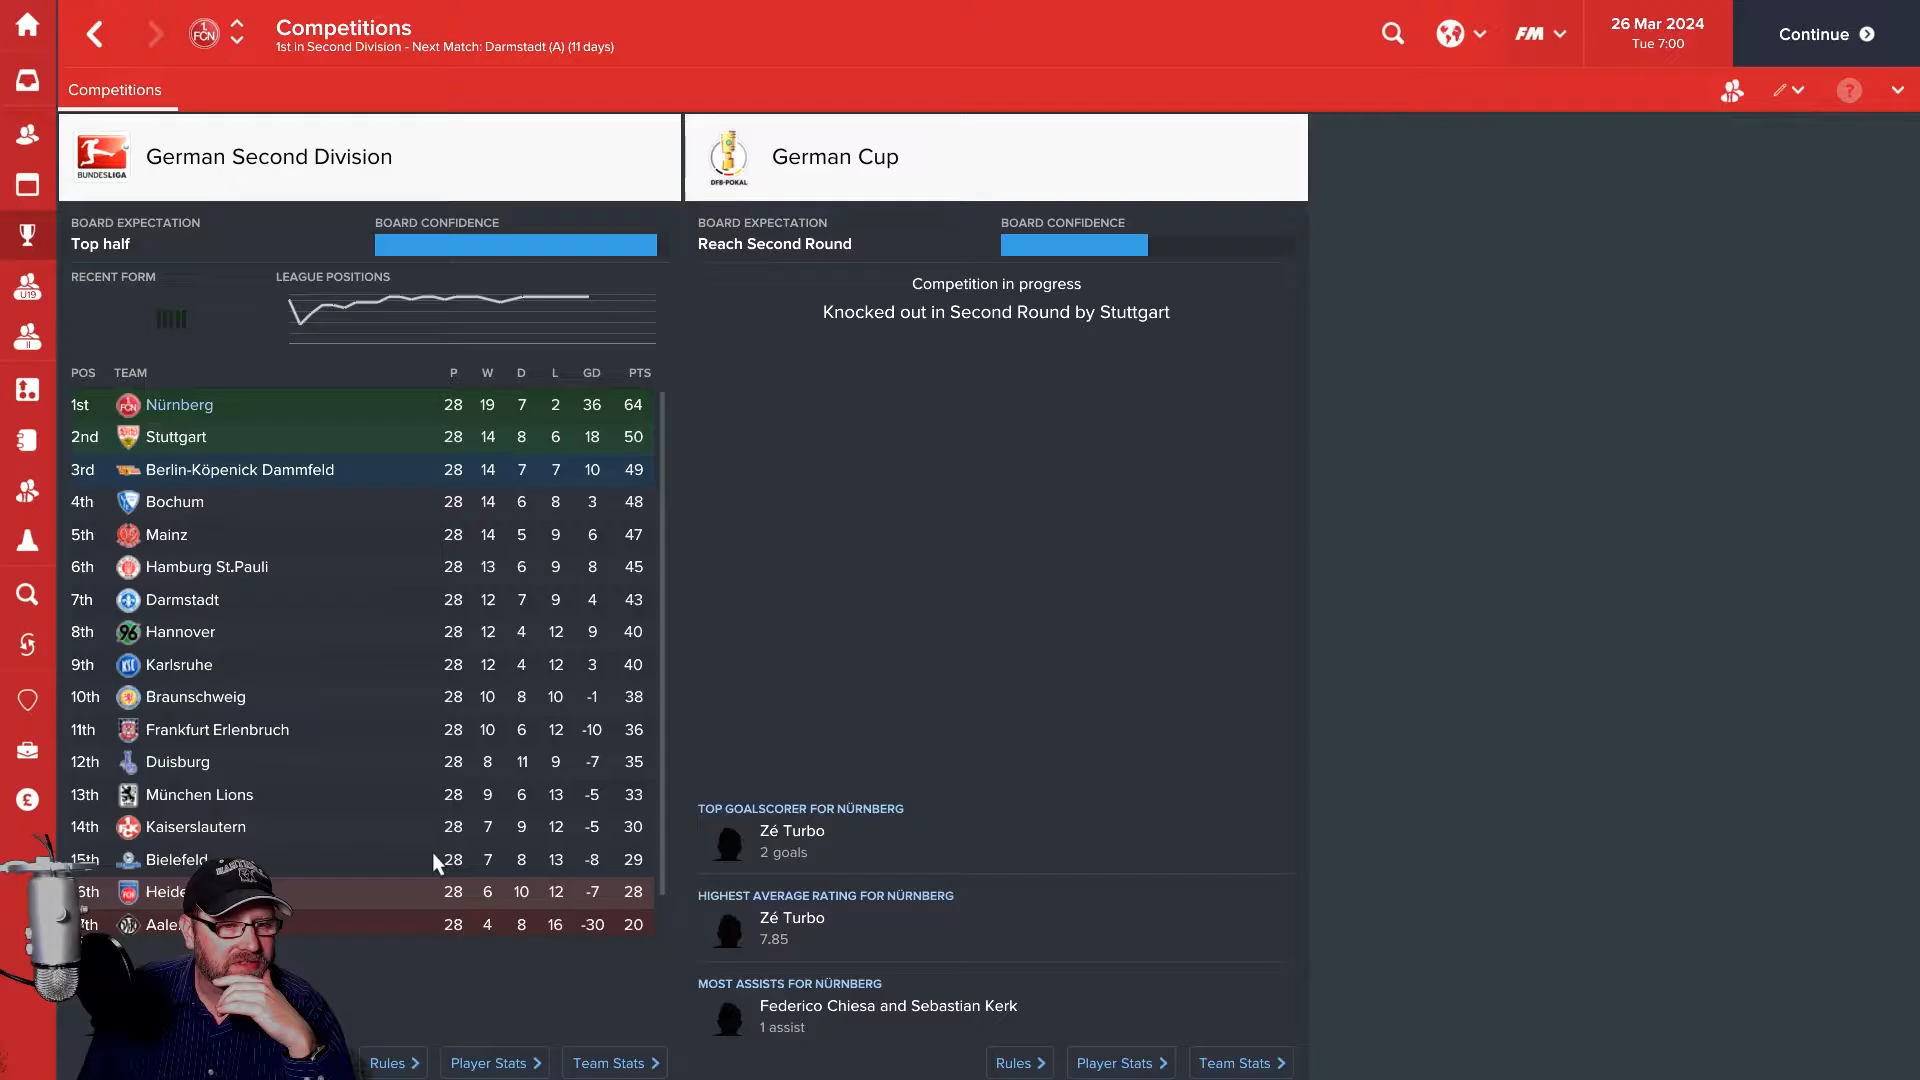 Competitions
1st in Second Division - Next Match: Darmstadt (A) (11 days)
FM
26 Mar 2024
Tue 7:00
Continue
Competitions
BUNDESLIGA
German Second Division
DFB-POKAL
German Cup
BOARD EXPECTATION
Top half
BOARD CONFIDENCE
RECENT FORM
LEAGUE POSITIONS
POS TEAM P W D L GD PTS
1st Nürnberg 28 19 7 2 36 64
2nd Stuttgart 28 14 8 6 18 50
3rd Berlin-Köpenick Dammfeld 28 14 7 7 10 49
4th Bochum 28 14 6 8 3 48
5th Mainz 28 14 5 9 6 47
6th Hamburg St.Pauli 28 13 6 9 8 45
7th Darmstadt 28 12 7 9 4 43
8th Hannover 28 12 4 12 9 40
9th Karlsruhe 28 12 4 12 3 40
10th Braunschweig 28 10 8 10 -1 38
11th Frankfurt Erlenbruch 28 10 6 12 -10 36
12th Duisburg 28 8 11 9 -7 35
13th München Lions 28 9 6 13 -5 33
14th Kaiserslautern 28 7 9 12 -5 30
15th Bielefeld 28 7 8 13 -8 29
6th Heide 28 6 10 12 -7 28
7th Aale 28 4 8 16 -30 20
Rules
Player Stats
Team Stats
BOARD EXPECTATION
Reach Second Round
BOARD CONFIDENCE
Competition in progress
Knocked out in Second Round by Stuttgart
TOP GOALSCORER FOR NÜRNBERG
Zé Turbo
2 goals
HIGHEST AVERAGE RATING FOR NÜRNBERG
Zé Turbo
7.85
MOST ASSISTS FOR NÜRNBERG
Federico Chiesa and Sebastian Kerk
1 assist
Rules
Player Stats
Team Stats
U19
II